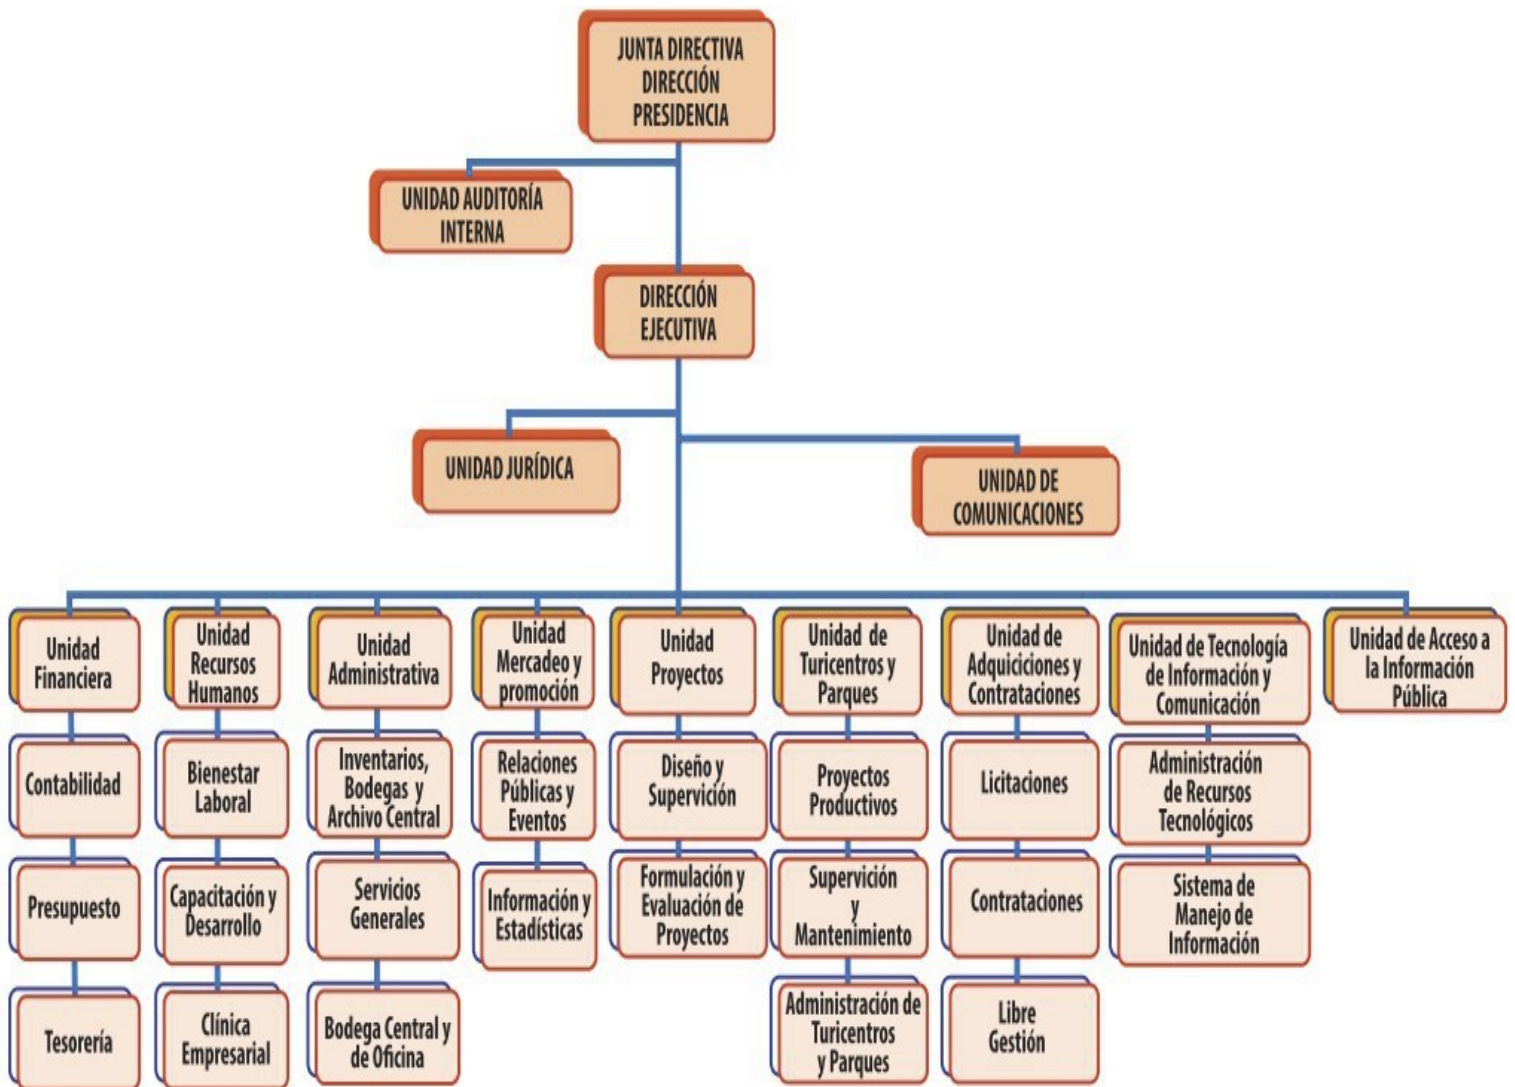 JUNTA DIRECTIVA
DIRECCIÓN
PRESIDENCIA
UNIDAD AUDITORÍA
INTERNA
DIRECCIÓN
EJECUTIVA
UNIDAD JURÍDICA
UNIDAD DE
COMUNICACIONES
Unidad
Financiera
Contabilidad
Presupuesto
Tesorería
Unidad
Recursos
Humanos
Bienestar
Laboral
Capacitación y
Desarrollo
Clínica
Empresarial
Unidad
Administrativa
Inventarios,
Bodegas y
Archivo Central
Servicios
Generales
Bodega Central y
de Oficina
Unidad
Mercadeo y
promoción
Relaciones
Públicas y
Eventos
Información y
Estadísticas
Unidad
Proyectos
Diseño y
Supervisión
Formulación y
Evaluación de
Proyectos
Unidad de
Turicentros y
Parques
Proyectos
Productivos
Supervisión
y
Mantenimiento
Administración de
Turicentros
y Parques
Unidad de
Adquiciciones y
Contrataciones
Licitaciones
Contrataciones
Libre
Gestión
Unidad de Tecnología
de Información y
Comunicación
Administración
de Recursos
Tecnológicos
Sistema de
Manejo de
Información
Unidad de Acceso a
la Información
Pública